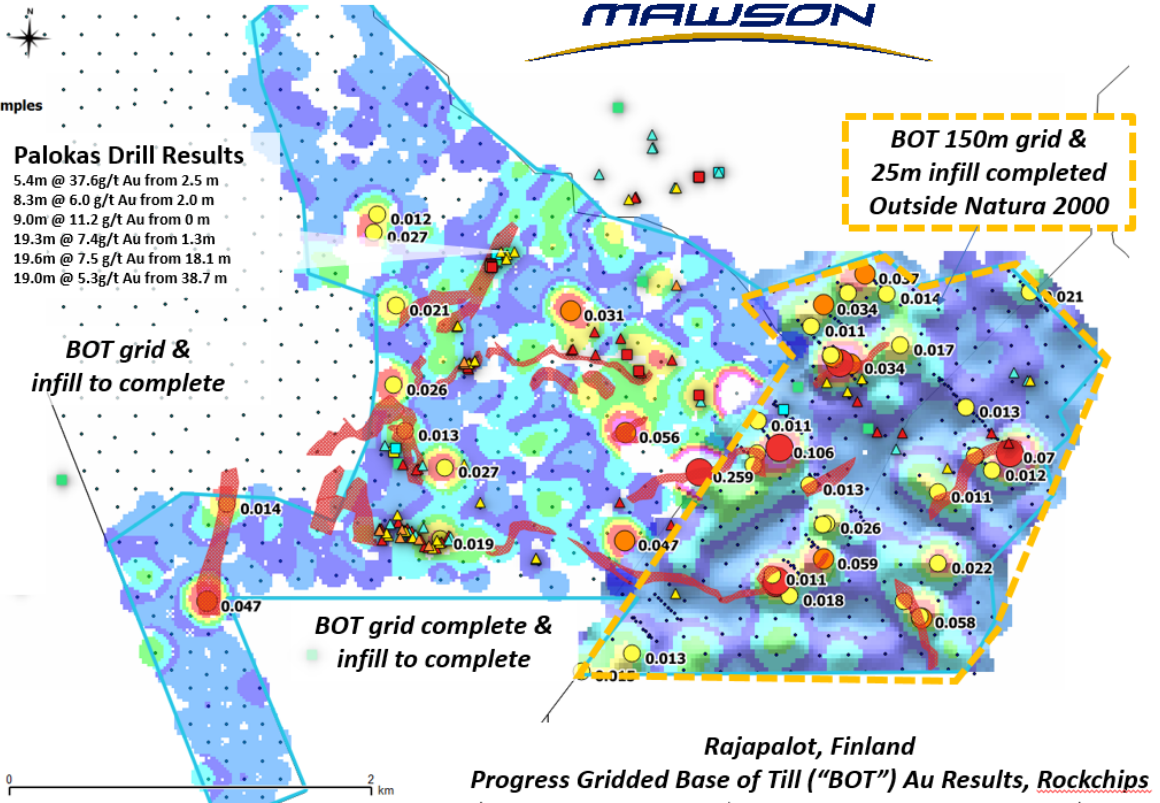 MAWSON
N
mples
Palokas Drill Results
5.4m @ 37.6g/t Au from 2.5 m
8.3m @ 6.0 g/t Au from 2.0 m
9.0m @ 11.2 g/t Au from 0 m
19.3m @ 7.4g/t Au from 1.3m
19.6m @ 7.5 g/t Au from 18.1 m
19.0m @ 5.3g/t Au from 38.7 m
BOT 150m grid &
25m infill completed
Outside Natura 2000
BOT grid &
infill to complete
0.012
0.027
0.021
0.031
0.026
0.013
0.027
0.056
0.014
0.019
0.047
0.047
0.259
0.037
0.014
0.021
0.034
0.011
0.017
0.034
0.013
0.011
0.106
0.07
0.012
0.013
0.011
0.026
0.059
0.022
0.011
0.018
0.058
0.013
0.015
BOT grid complete &
infill to complete
0
2
km
Rajapalot, Finland
Progress Gridded Base of Till (“BOT”) Au Results, Rockchips